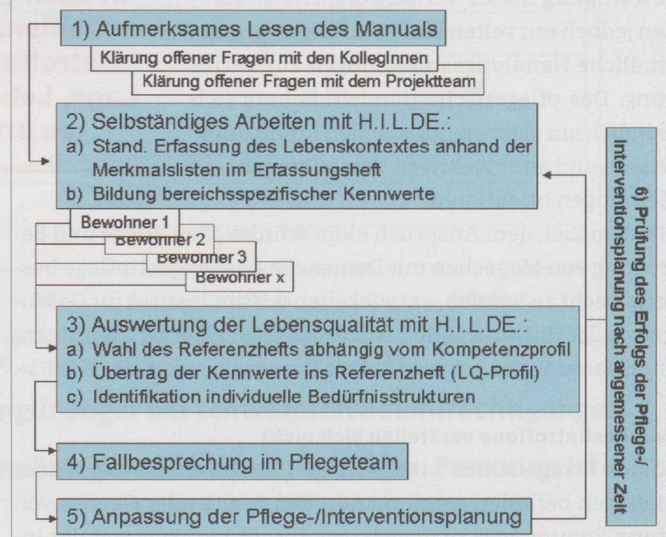 1) Aufmerksames Lesen des Manuals
Klärung offener Fragen mit den KollegInnen
Klärung offener Fragen mit dem Projektteam
2) Selbständiges Arbeiten mit H.I.L DE.:
a) Stand. Erfassung des Lebenskontextes anhand der
Merkmalslisten im Erfassungsheft
b) Bildung bereichsspezifischer Kennwerte
Bewohner 1
Bewohner 2
Bewohner 3
Bewohner x
3) Auswertung der Lebensqualität mit H.I.L.DE.:
a) Wahl des Referenzhefts abhängig vom Kompetenzprofil
b) Übertrag der Kennwerte ins Referenzheft (LQ-Profil)
c) Identifikation individuelle Bedürfnisstrukturen
4) Fallbesprechung im Pflegeteam
5) Anpassung der Pflege-/Interventionsplanung
6) Prüfung des Erfolgs der Pflege-/
Interventionsplanung nach angemessener Zeit